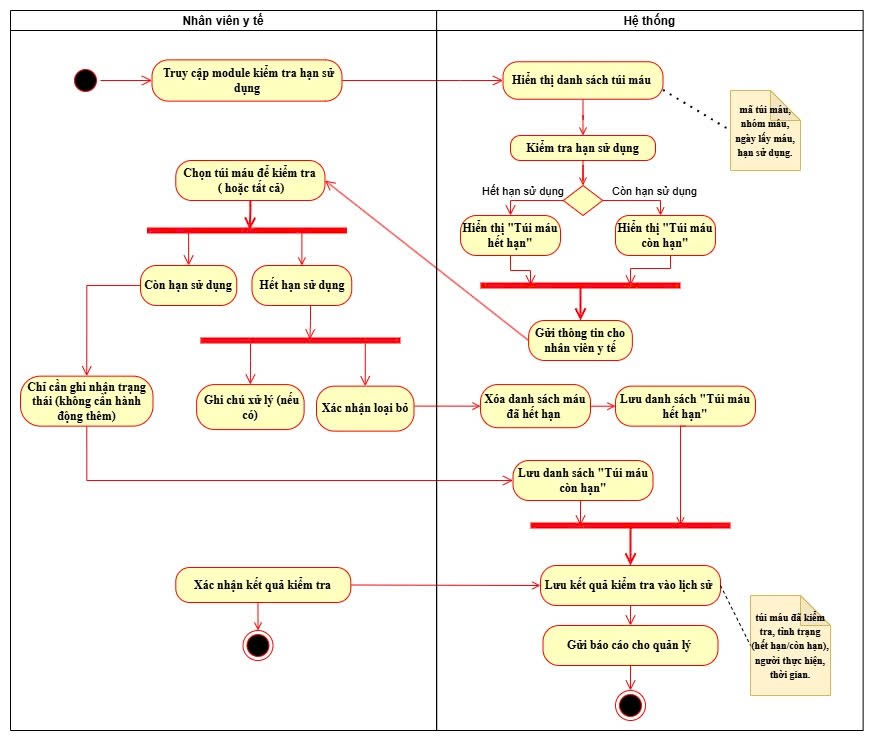 Nhân viên y tế
Hệ thống
Truy cập module kiểm tra hạn sử
dụng
Hiển thị danh sách túi máu
mã túi máu,
nhóm máu,
ngày lấy máu,
hạn sử dụng.
Kiểm tra hạn sử dụng
Chọn túi máu để kiểm tra
( hoặc tất cả)
Hết hạn sử dụng
Còn hạn sử dụng
Hiển thị "Túi máu
hết hạn"
Hiển thị "Túi máu
còn hạn"
Còn hạn sử dụng
Hết hạn sử dụng
Gửi thông tin cho
nhân viên y tế
Chỉ cần ghi nhận trạng
thái (không cần hành
động thêm)
Ghi chú xử lý (nếu
có)
Xác nhận loại bỏ
Xóa danh sách máu
đã hết hạn
Lưu danh sách "Túi máu
hết hạn"
Lưu danh sách "Túi máu
còn hạn"
Xác nhận kết quả kiểm tra
Lưu kết quả kiểm tra vào lịch sử
túi máu đã kiểm
tra, tình trạng
(hết hạn/còn hạn),
người thực hiện,
thời gian.
Gửi báo cáo cho quản lý